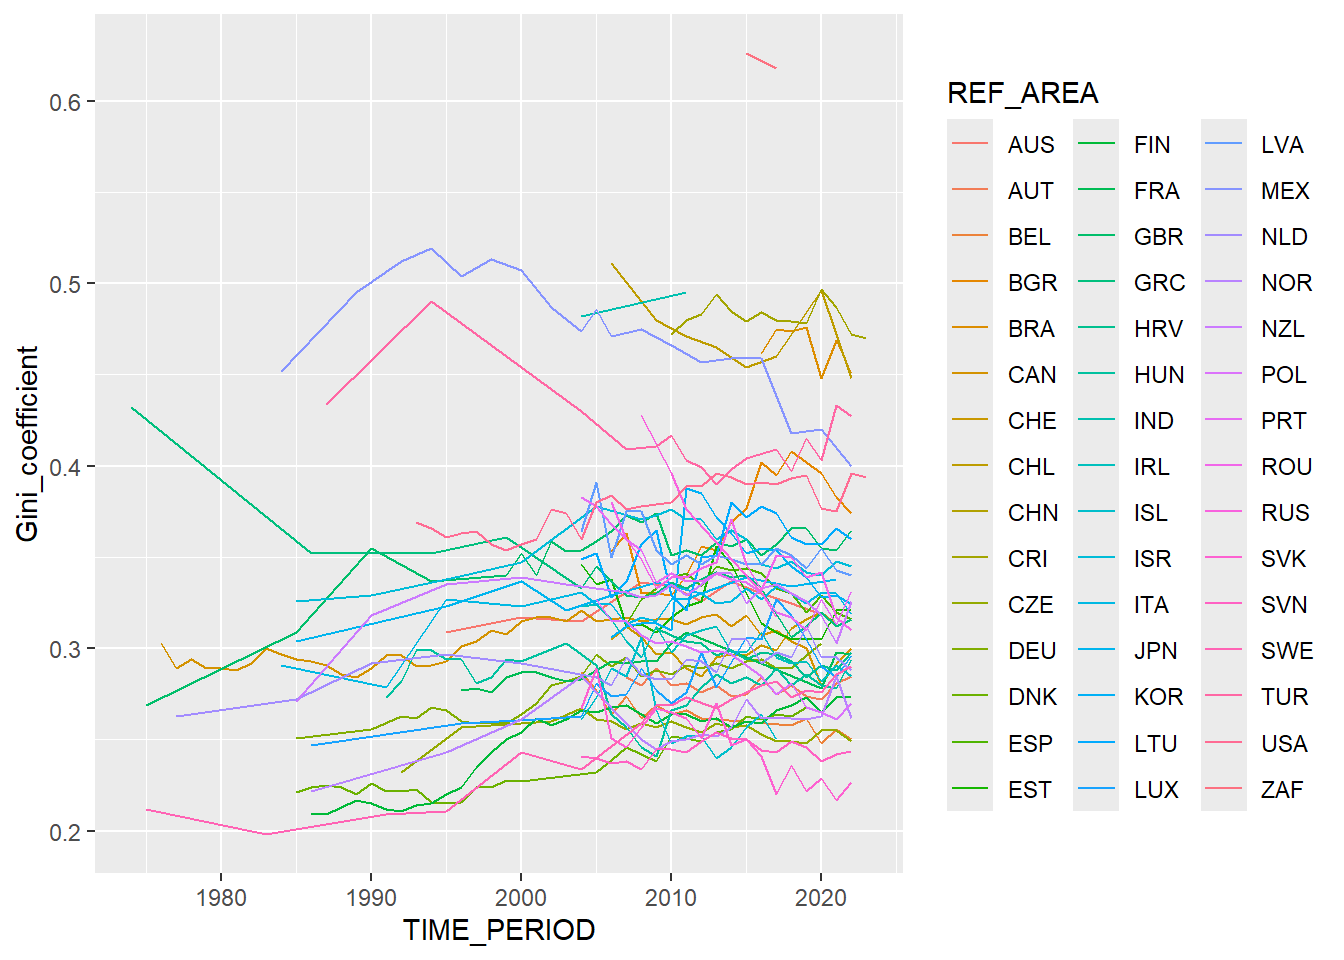 REF_AREA
AUS FIN LVA
AUT FRA MEX
BEL GBR NLD
BGR GRC NOR
BRA HRV NZL
CAN HUN POL
CHE IND PRT
CHL IRL ROU
CHN ISL RUS
CRI ISR SVK
CZE ITA SVN
DEU JPN SWE
DNK KOR TUR
ESP LTU USA
EST LUX ZAF
Gini_coefficient
0.6
0.5
0.4
0.3
0.2
1980 1990 2000 2010 2020
TIME_PERIOD